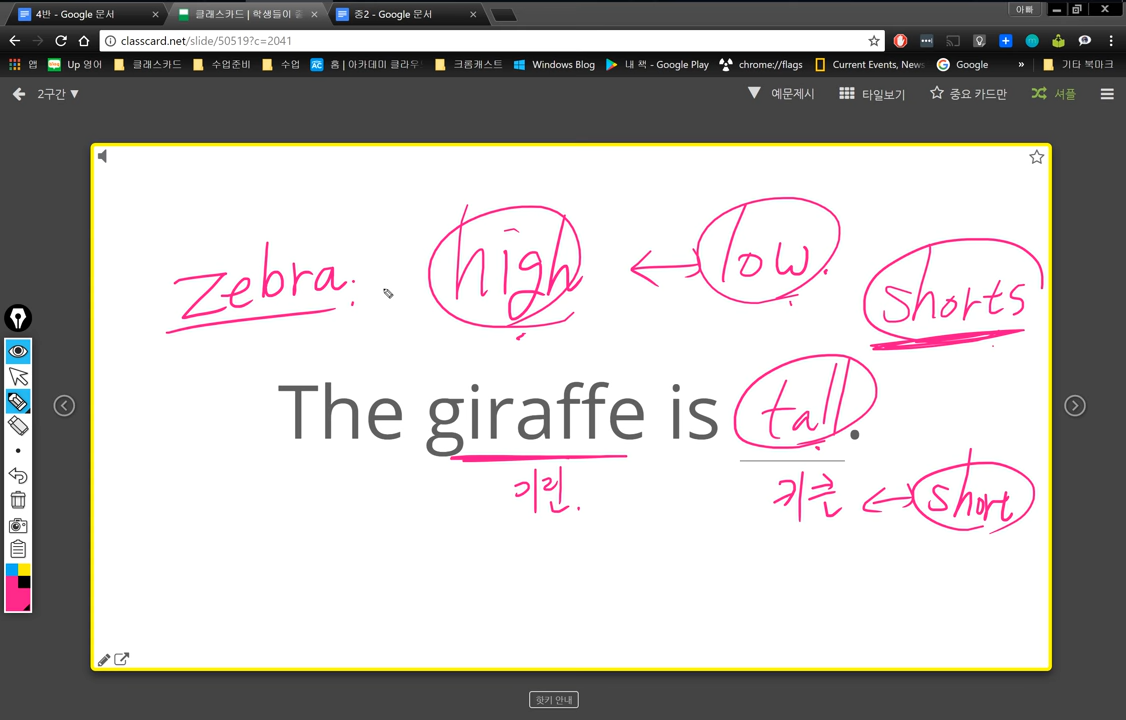 4반 - Google 문서
클래스카드 | 학생들이 즐
중2 - Google 문서
아빠
classcard.net/slide/50519?c=2041
앱 Up 영어 클래스카드 수업준비 수업 홈 | 아카데미 클라우 크롬캐스트 Windows Blog 내 책 - Google Play chrome://flags Current Events, News Google » 기타 북마크
2구간 ▼ ▼ 예문제시 타일보기 중요 카드만 셔플
zebra: high ↔ low.
shorts
The giraffe is tall.
기린. 키큰 ↔ short
핫키 안내